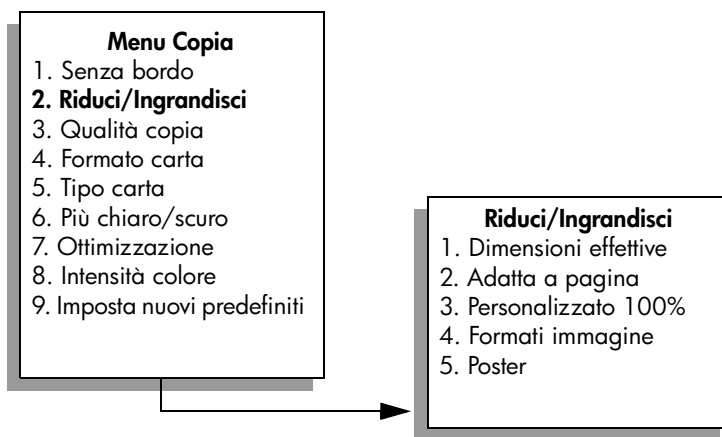 Menu Copia
1. Senza bordo
2. Riduci/Ingrandisci
3. Qualità copia
4. Formato carta
5. Tipo carta
6. Più chiaro/scuro
7. Ottimizzazione
8. Intensità colore
9. Imposta nuovi predefiniti
Riduci/Ingrandisci
1. Dimensioni effettive
2. Adatta a pagina
3. Personalizzato 100%
4. Formati immagine
5. Poster